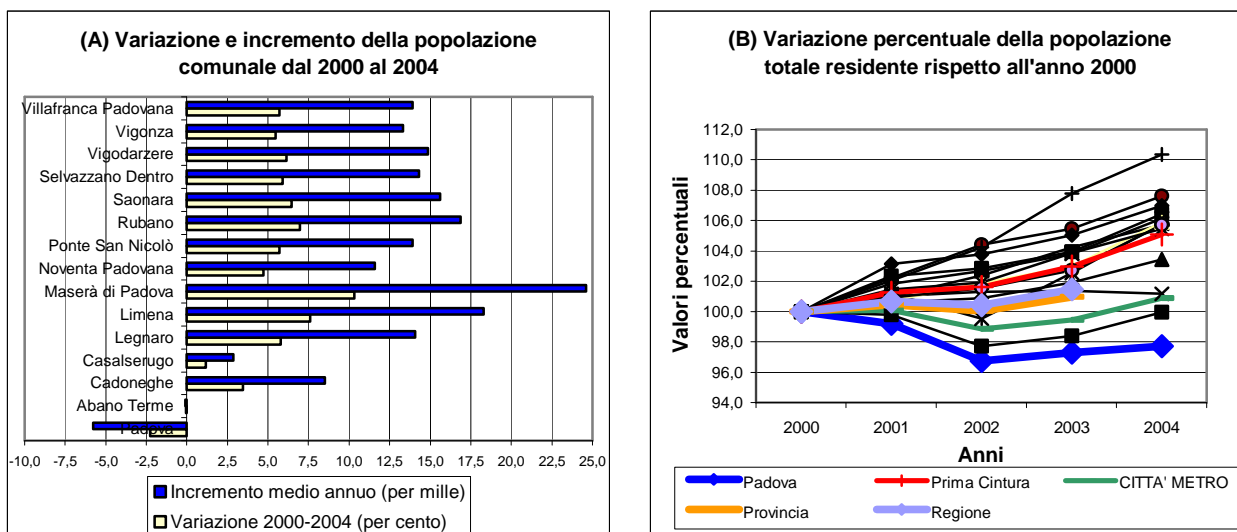 (A) Variazione e incremento della popolazione
comunale dal 2000 al 2004
Villafranca Padovana
Vigonza
Vigodarzere
Selvazzano Dentro
Saonara
Rubano
Ponte San Nicolò
Noventa Padovana
Maserà di Padova
Limena
Legnaro
Casalserugo
Cadoneghe
Abano Terme
Padova
-10,0 -7,5 -5,0 -2,5 0,0 2,5 5,0 7,5 10,0 12,5 15,0 17,5 20,0 22,5 25,0
Incremento medio annuo (per mille)
Variazione 2000-2004 (per cento)
(B) Variazione percentuale della popolazione
totale residente rispetto all'anno 2000
Valori percentuali
112,0
110,0
108,0
106,0
104,0
102,0
100,0
98,0
96,0
94,0
2000 2001 2002 2003 2004
Anni
Padova Prima Cintura CITTA' METRO
Provincia Regione